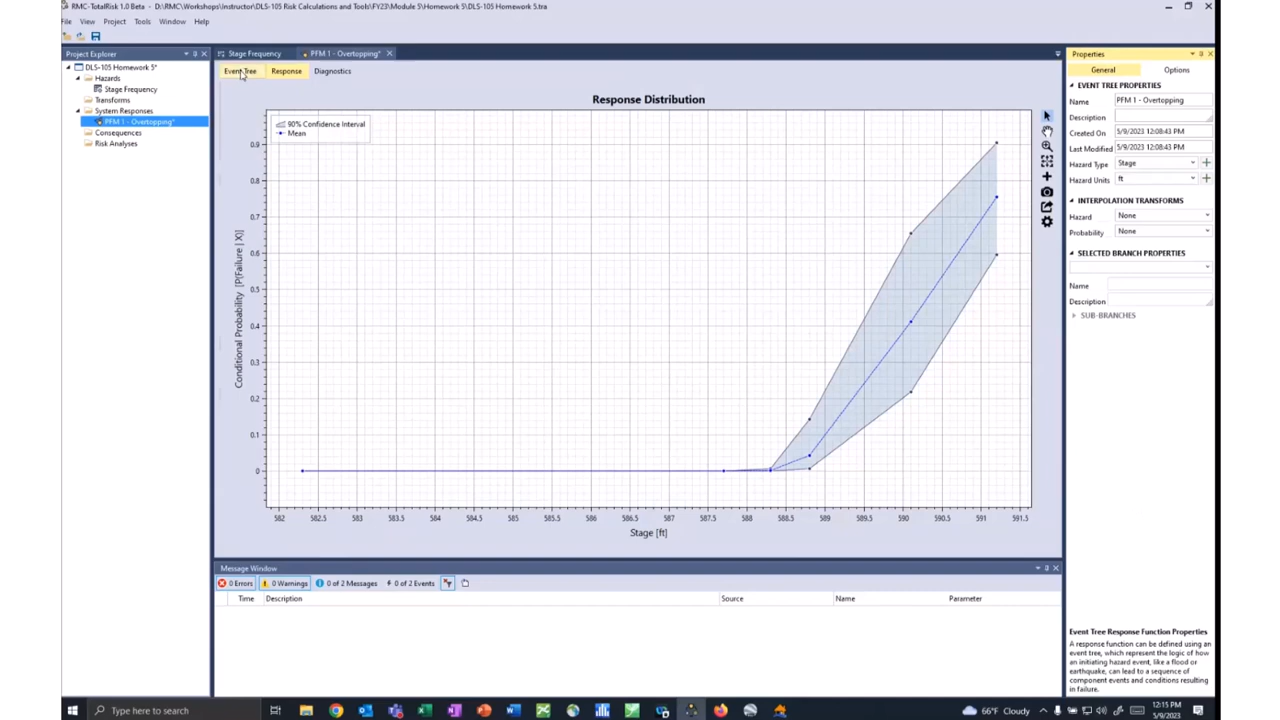 RMC-TotalRisk 1.0 Beta - D:\RMC\Workshops\Instructor\DLS-105 Risk Calculations and Tools\FY23\Module 5\Homework 5\DLS-105 Homework 5.tra
File View Project Tools Window Help
Project Explorer
DLS-105 Homework 5*
Hazards
Stage Frequency
Transforms
System Responses
PFM 1 - Overtopping*
Consequences
Risk Analyses
Stage Frequency
PFM 1 - Overtopping*
Event Tree
Response
Diagnostics
Response Distribution
90% Confidence Interval
Mean
Conditional Probability [P(Failure | X)]
0.9
0.8
0.7
0.6
0.5
0.4
0.3
0.2
0.1
0
582 582.5 583 583.5 584 584.5 585 585.5 586 586.5 587 587.5 588 588.5 589 589.5 590 590.5 591 591.5
Stage [ft]
Message Window
0 Errors
0 Warnings
0 of 2 Messages
0 of 2 Events
Time Description Source Name Parameter
Properties
General Options
EVENT TREE PROPERTIES
Name PFM 1 - Overtopping
Description
Created On 5/9/2023 12:08:43 PM
Last Modified 5/9/2023 12:08:43 PM
Hazard Type Stage
Hazard Units ft
INTERPOLATION TRANSFORMS
Hazard None
Probability None
SELECTED BRANCH PROPERTIES
Name
Description
SUB-BRANCHES
Event Tree Response Function Properties
A response function can be defined using an
event tree, which represent the logic of how
an initiating hazard event, like a flood or
earthquake, can lead to a sequence of
component events and conditions resulting
in failure.
Type here to search
66°F Cloudy
12:15 PM
5/9/2023